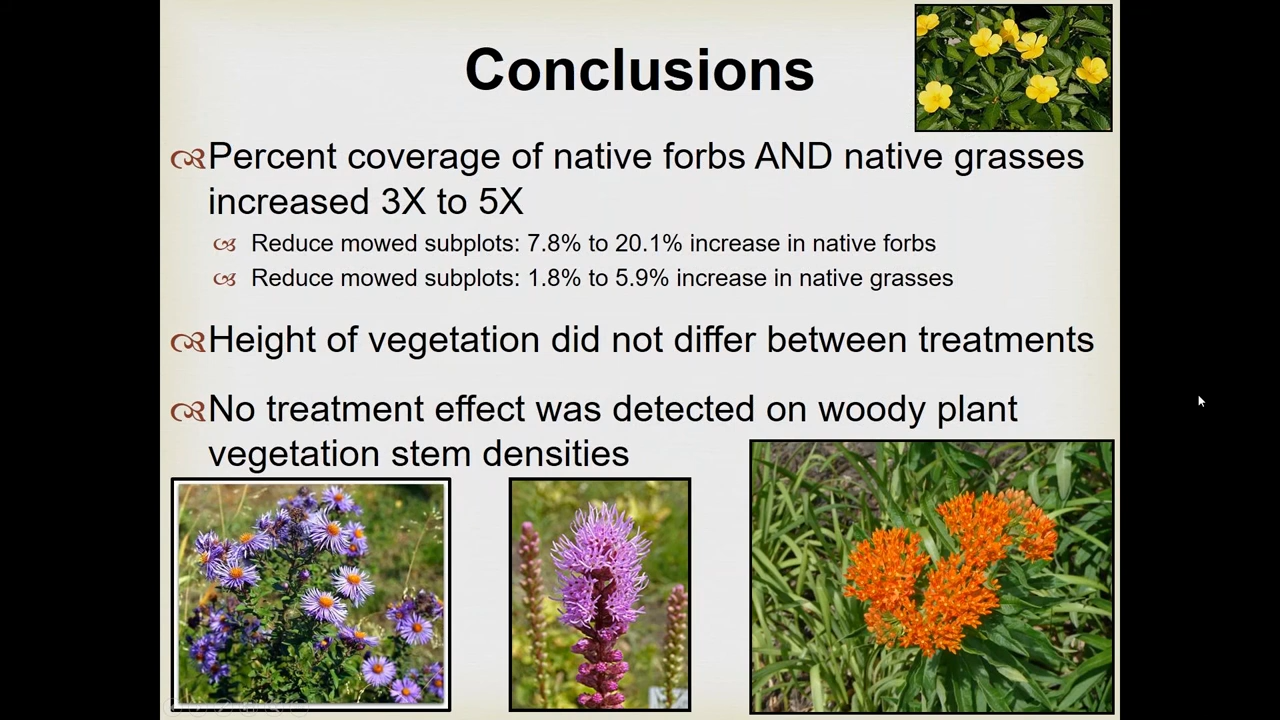 Conclusions
Percent coverage of native forbs AND native grasses
increased 3X to 5X
Reduce mowed subplots: 7.8% to 20.1% increase in native forbs
Reduce mowed subplots: 1.8% to 5.9% increase in native grasses
Height of vegetation did not differ between treatments
No treatment effect was detected on woody plant
vegetation stem densities